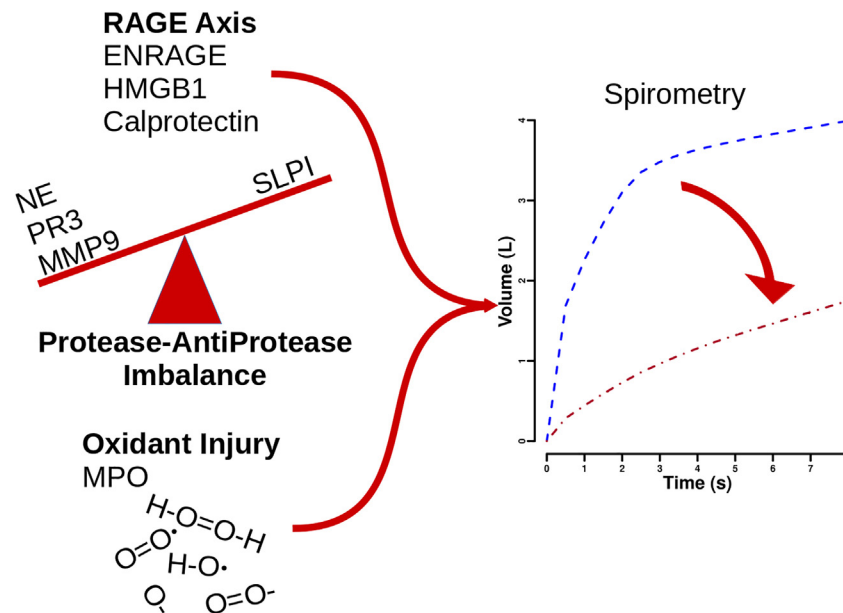 RAGE Axis
ENRAGE
HMGB1
Calprotectin
NE
PR3
MMP9
SLPI
Protease-AntiProtease
Imbalance
Oxidant Injury
MPO
H-O=O-H
O=O•
H-O•
O
O=O-
Spirometry
Volume (L)
4
3
2
1
0
0 1 2 3 4 5 6 7
Time (s)